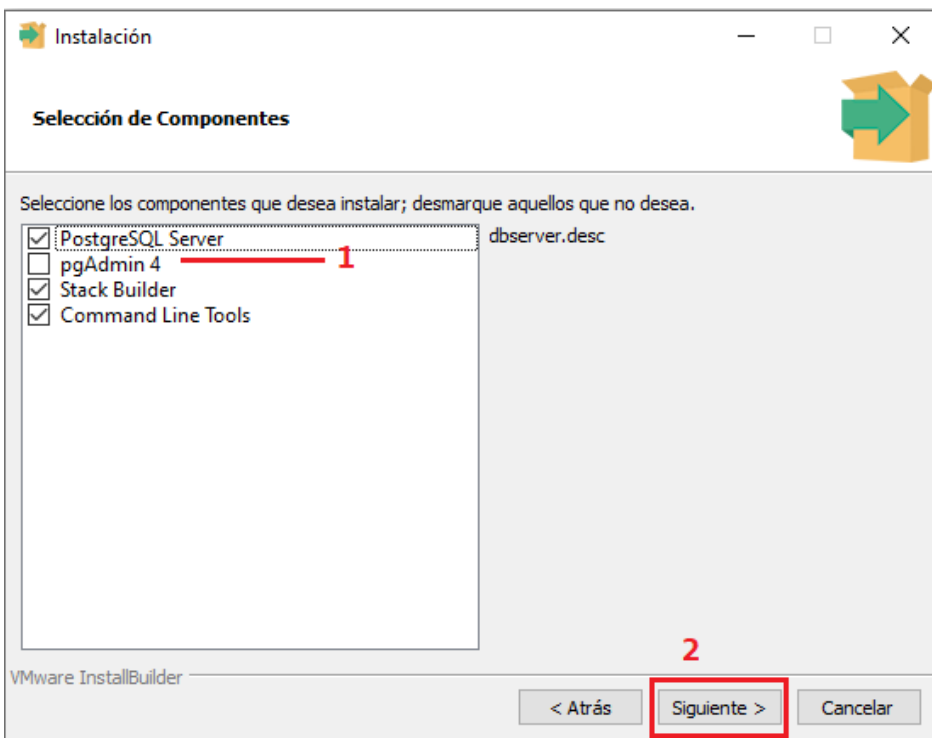 Instalación
Selección de Componentes
Seleccione los componentes que desea instalar; desmarque aquellos que no desea.
PostgreSQL Server
dbserver.desc
pgAdmin 4
1
Stack Builder
Command Line Tools
2
VMware InstallBuilder
< Atrás
Siguiente >
Cancelar